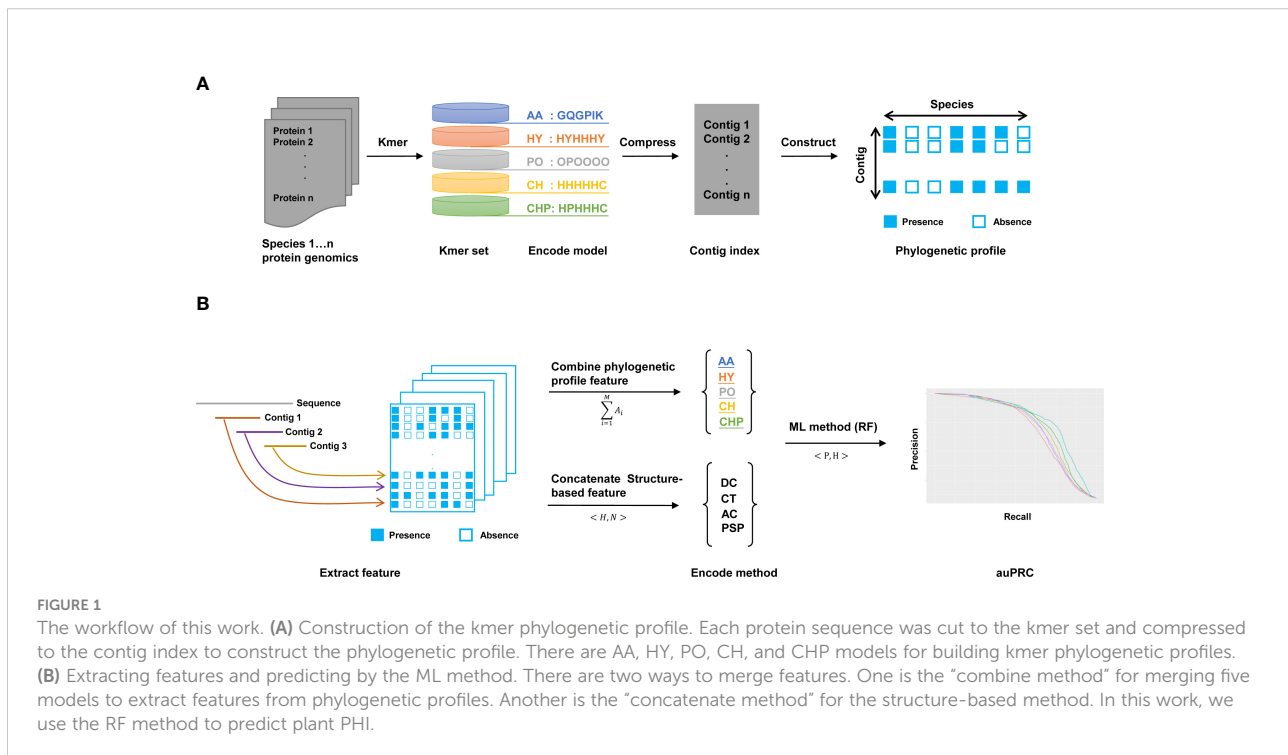 A
Protein 1
Protein 2
.
.
.
.
Protein n
Species 1...n
protein genomics
Kmer
AA : GQGPIK
HY : HYHHHY
PO : OPOOOO
CH : HHHHHC
CHP: HPHHHC
Kmer set
Encode model
Compress
Contig 1
Contig 2
.
.
.
Contig n
Contig index
Construct
Species
Contig
Presence
Absence
Phylogenetic profile
B
Sequence
Contig 1
Contig 2
Contig 3
Presence
Absence
Extract feature
Combine phylogenetic
profile feature
M
∑ Ai
i=1
Concatenate Structure-
based feature
< H, N >
AA
HY
PO
CH
CHP
DC
CT
AC
PSP
Encode method
ML method (RF)
< P, H >
Precision
Recall
auPRC
FIGURE 1
The workflow of this work. (A) Construction of the kmer phylogenetic profile. Each protein sequence was cut to the kmer set and compressed
to the contig index to construct the phylogenetic profile. There are AA, HY, PO, CH, and CHP models for building kmer phylogenetic profiles.
(B) Extracting features and predicting by the ML method. There are two ways to merge features. One is the “combine method” for merging five
models to extract features from phylogenetic profiles. Another is the “concatenate method” for the structure-based method. In this work, we
use the RF method to predict plant PHI.